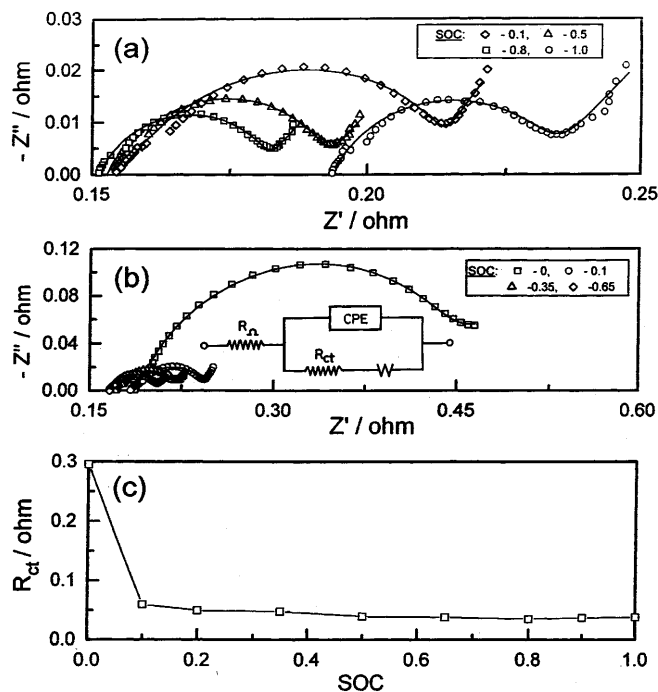 (a)
SOC: - 0.1, - 0.5
- 0.8, - 1.0
- Z" / ohm
0.03
0.02
0.01
0.00
0.15 0.20 0.25
Z' / ohm
(b)
SOC: - 0, - 0.1
-0.35, -0.65
- Z" / ohm
0.12
0.08
0.04
0.00
RΩ
CPE
Rct
W
0.15 0.30 0.45 0.60
Z' / ohm
(c)
Rct / ohm
0.3
0.2
0.1
0.0
0.0 0.2 0.4 0.6 0.8 1.0
SOC